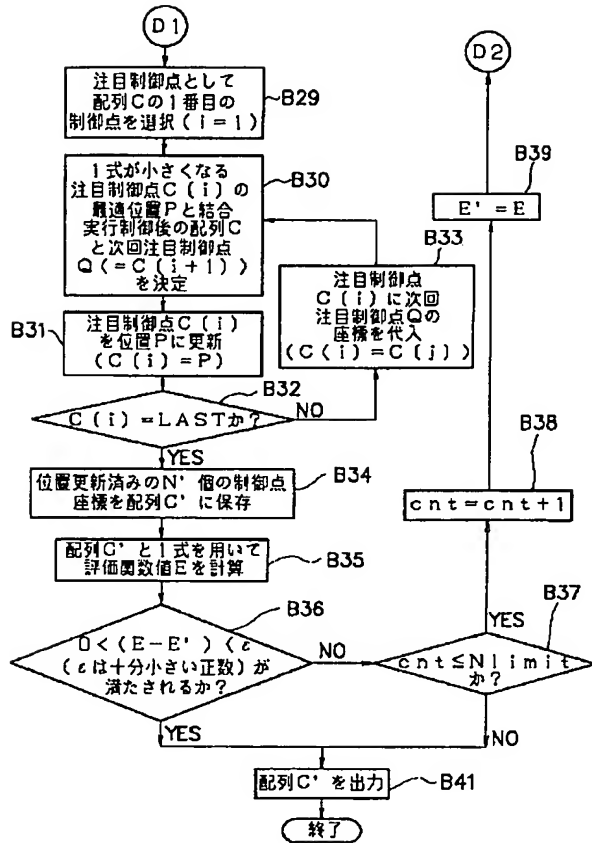 D1
注目制御点として
配列Cの1番目の
制御点を選択(i=1)
B29
1式が小さくなる
注目制御点C(i)の
最適位置Pと結合
実行制御後の配列C
と次回注目制御点
Q(=C(i+1))
を決定
B30
注目制御点C(i)
を位置Pに更新
(C(i)=P)
B31
C(i)=LASTか?
B32
NO
YES
注目制御点
C(i)に次回
注目制御点Qの
座標を代入
(C(i)=C(j))
B33
位置更新済みのN'個の制御点
座標を配列C'に保存
B34
配列C'と1式を用いて
評価関数値Eを計算
B35
0<(E-E')<ε
(εは十分小さい正数)が
満たされるか?
B36
NO
YES
cnt≤Nlimit
か?
B37
YES
NO
cnt=cnt+1
B38
E'=E
B39
D2
配列C'を出力
B41
終了